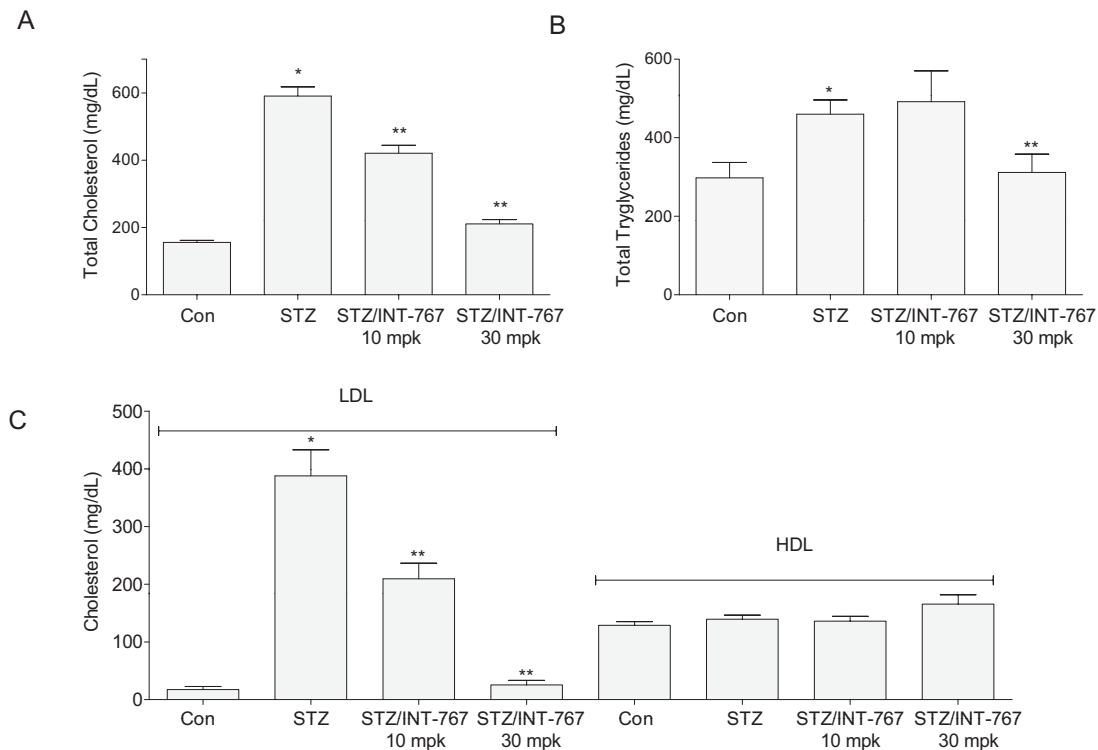 A
Total Cholesterol (mg/dL)
600
400
200
0
*
**
**
Con
STZ
STZ/INT-767
10 mpk
STZ/INT-767
30 mpk
B
Total Tryglycerides (mg/dL)
600
400
200
0
*
**
Con
STZ
STZ/INT-767
10 mpk
STZ/INT-767
30 mpk
C
Cholesterol (mg/dL)
500
400
300
200
100
0
LDL
*
**
**
HDL
Con
STZ
STZ/INT-767
10 mpk
STZ/INT-767
30 mpk
Con
STZ
STZ/INT-767
10 mpk
STZ/INT-767
30 mpk